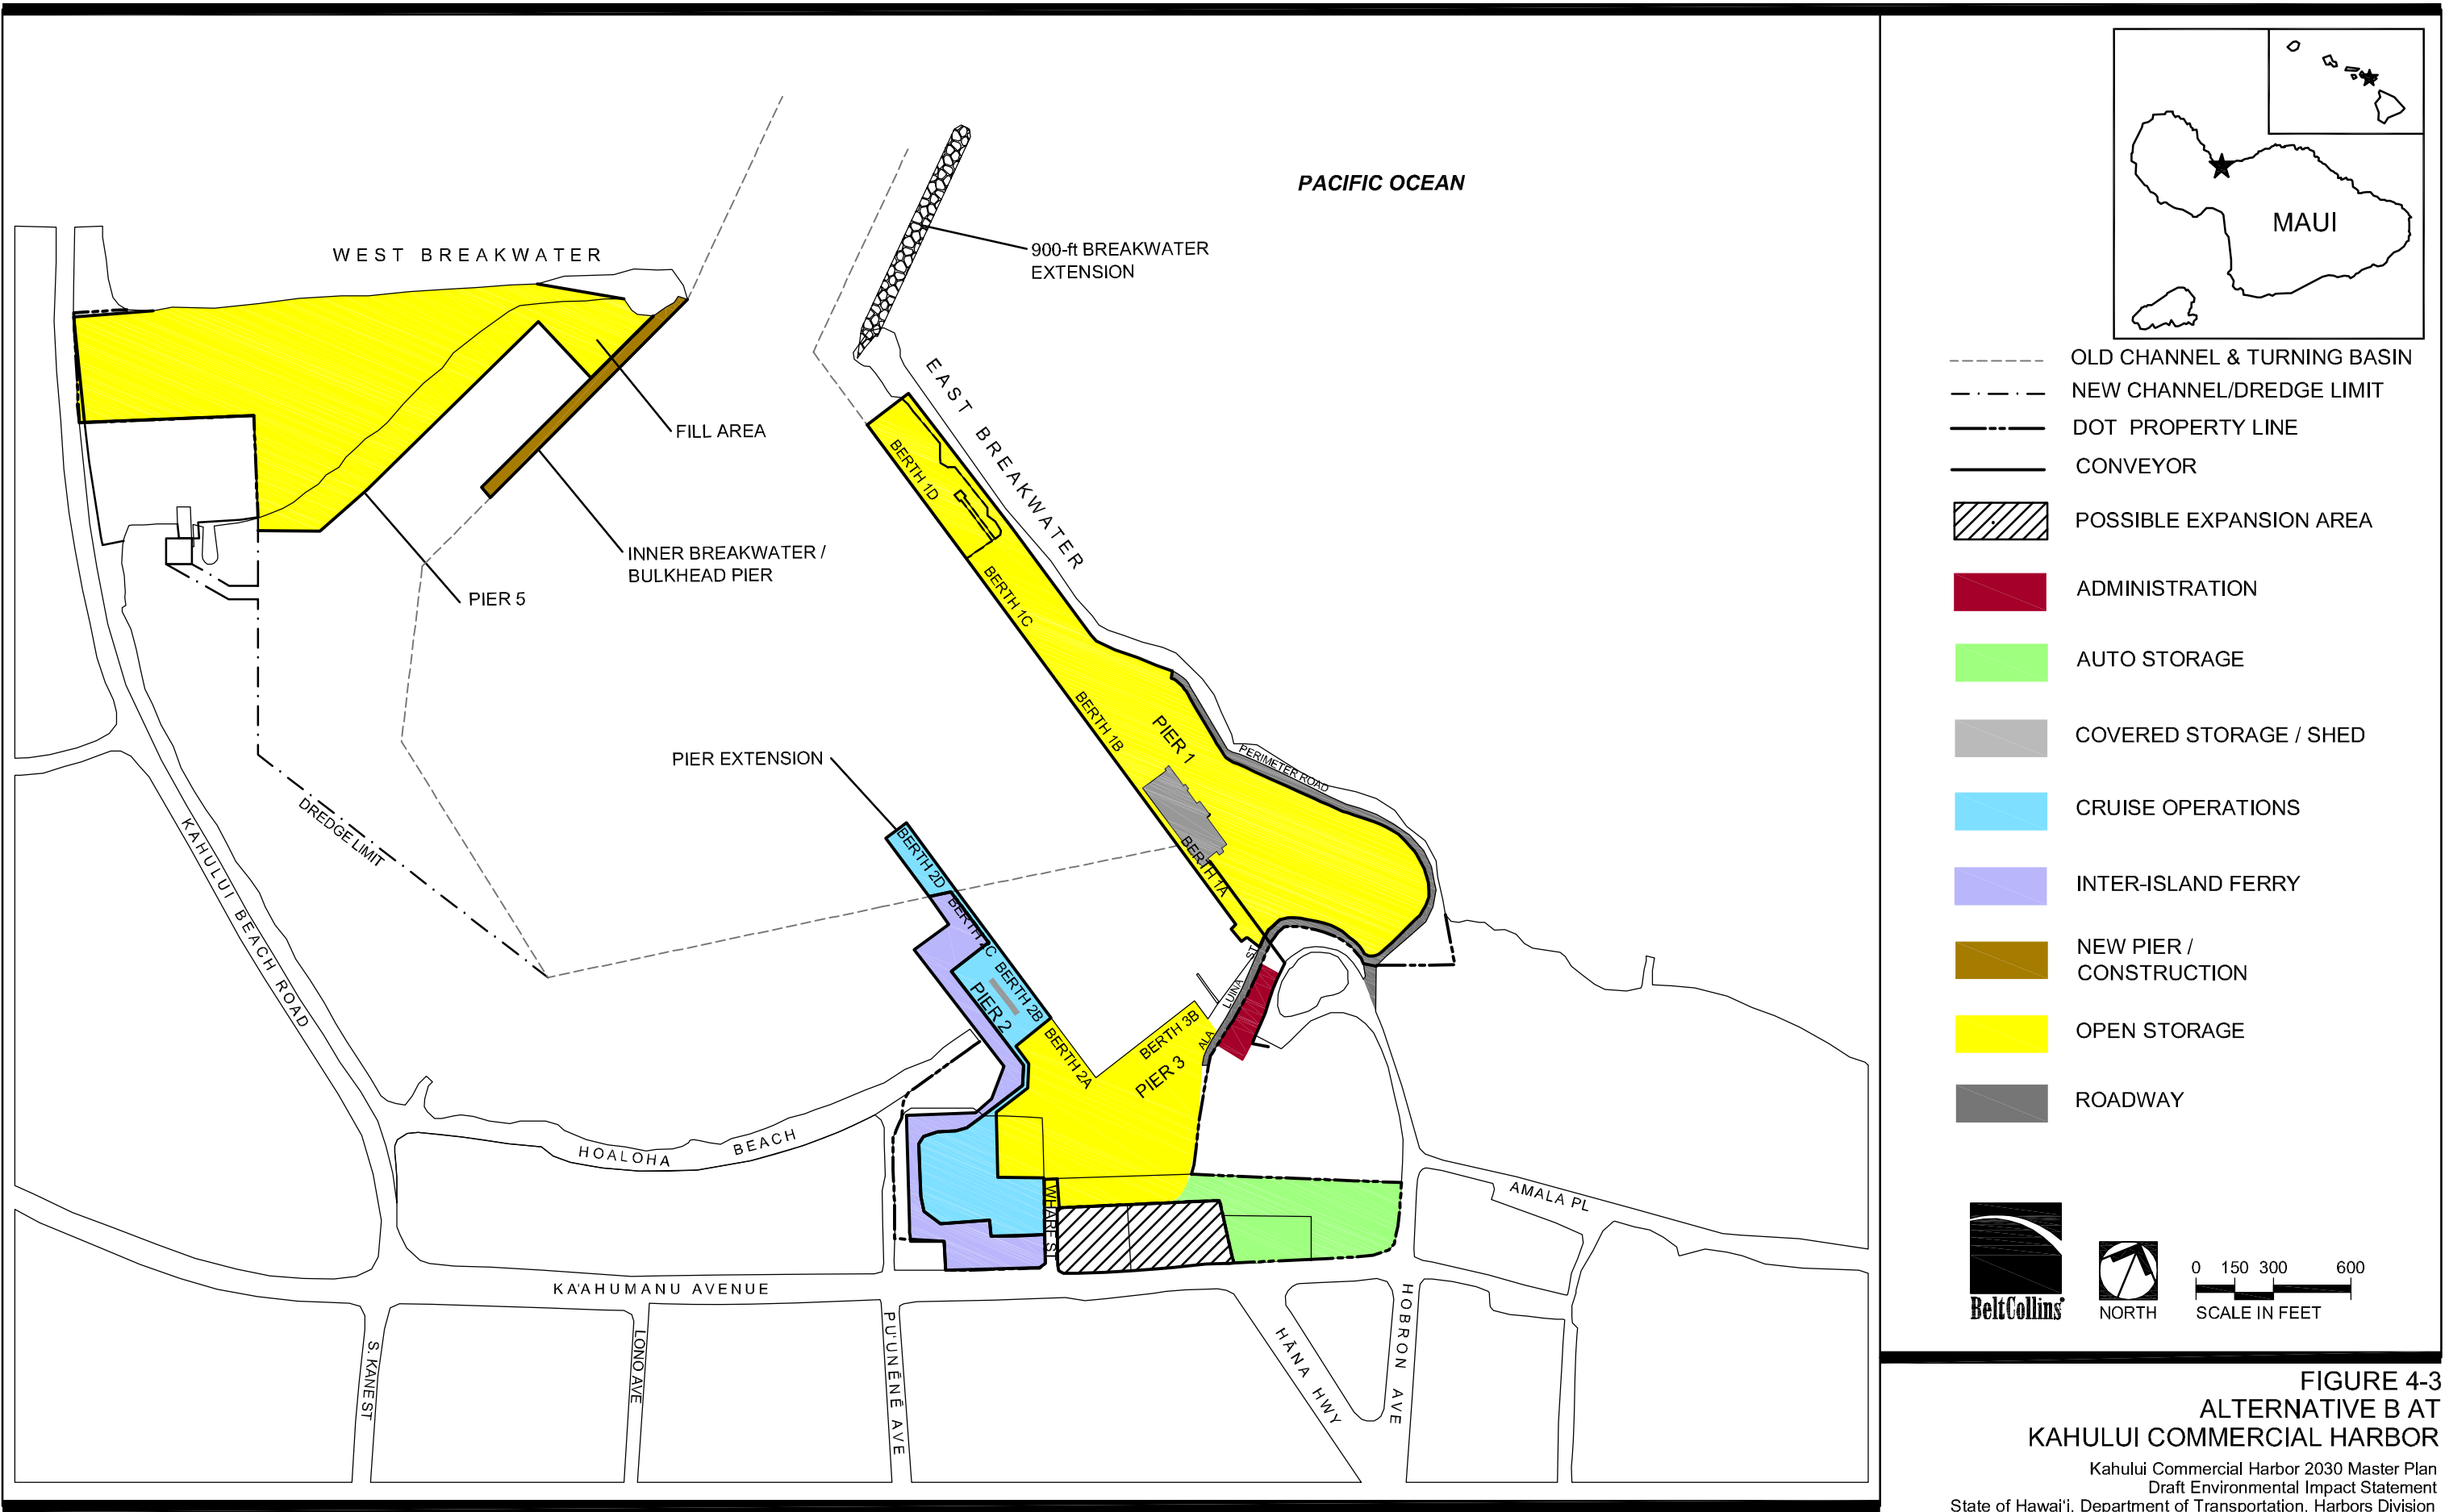 PACIFIC OCEAN
WEST BREAKWATER
900-ft BREAKWATER
EXTENSION
EAST BREAKWATER
FILL AREA
INNER BREAKWATER /
BULKHEAD PIER
PIER 5
BERTH 1D
BERTH 1C
BERTH 1B
PIER 1
PERIMETER ROAD
BERTH 1A
PIER EXTENSION
DREDGE LIMIT
KAHULUI BEACH ROAD
BERTH 2D
BERTH 2C
BERTH 2B
PIER 2
BERTH 2A
BERTH 3B
PIER 3
ALA LUINA ST
HOALOHA BEACH
WHARF ST
AMALA PL
KA'AHUMANU AVENUE
S. KANE ST
LONO AVE
PU'UNĒNĒ AVE
HĀNA HWY
HOBRON AVE
MAUI
OLD CHANNEL & TURNING BASIN
NEW CHANNEL/DREDGE LIMIT
DOT PROPERTY LINE
CONVEYOR
POSSIBLE EXPANSION AREA
ADMINISTRATION
AUTO STORAGE
COVERED STORAGE / SHED
CRUISE OPERATIONS
INTER-ISLAND FERRY
NEW PIER /
CONSTRUCTION
OPEN STORAGE
ROADWAY
BeltCollins
NORTH
0 150 300 600
SCALE IN FEET
FIGURE 4-3
ALTERNATIVE B AT
KAHULUI COMMERCIAL HARBOR
Kahului Commercial Harbor 2030 Master Plan
Draft Environmental Impact Statement
State of Hawai'i, Department of Transportation, Harbors Division